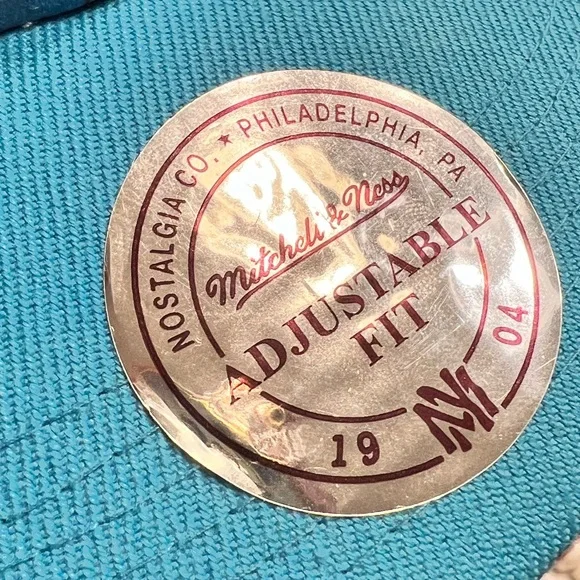 NOSTALGIA CO. ★ PHILADELPHIA, PA
Mitchell & Ness
ADJUSTABLE
FIT
19 04